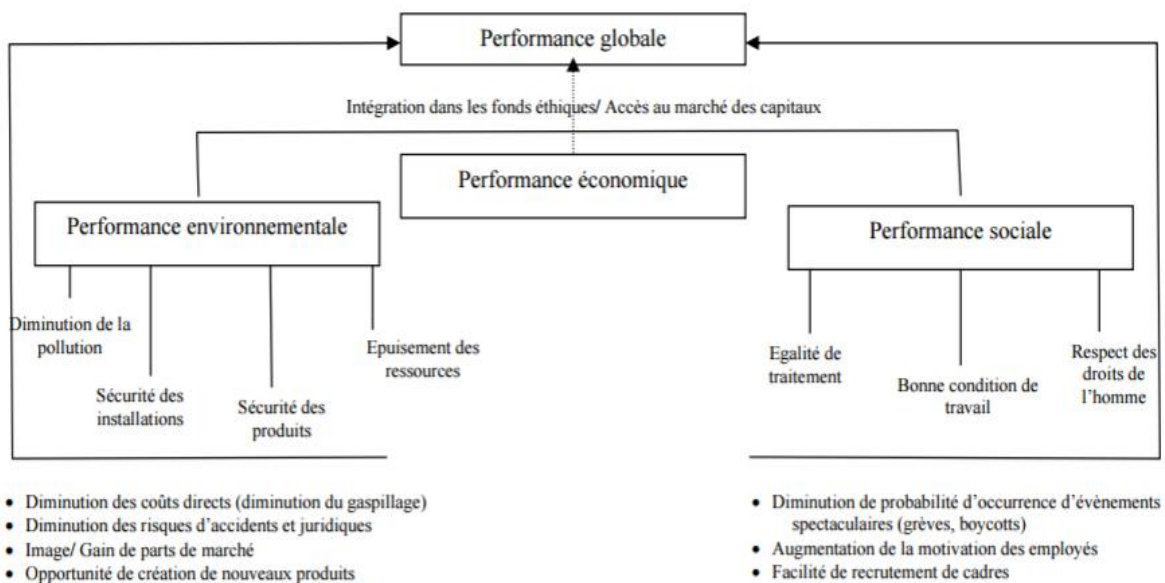 Performance globale
Intégration dans les fonds éthiques/ Accès au marché des capitaux
Performance économique
Performance environnementale
Performance sociale
Diminution de la
pollution
Sécurité des
installations
Sécurité des
produits
Epuisement des
ressources
Egalité de
traitement
Bonne condition de
travail
Respect des
droits de
l’homme
• Diminution des coûts directs (diminution du gaspillage)
• Diminution des risques d’accidents et juridiques
• Image/ Gain de parts de marché
• Opportunité de création de nouveaux produits
• Diminution de probabilité d’occurrence d’évènements
spectaculaires (grèves, boycotts)
• Augmentation de la motivation des employés
• Facilité de recrutement de cadres